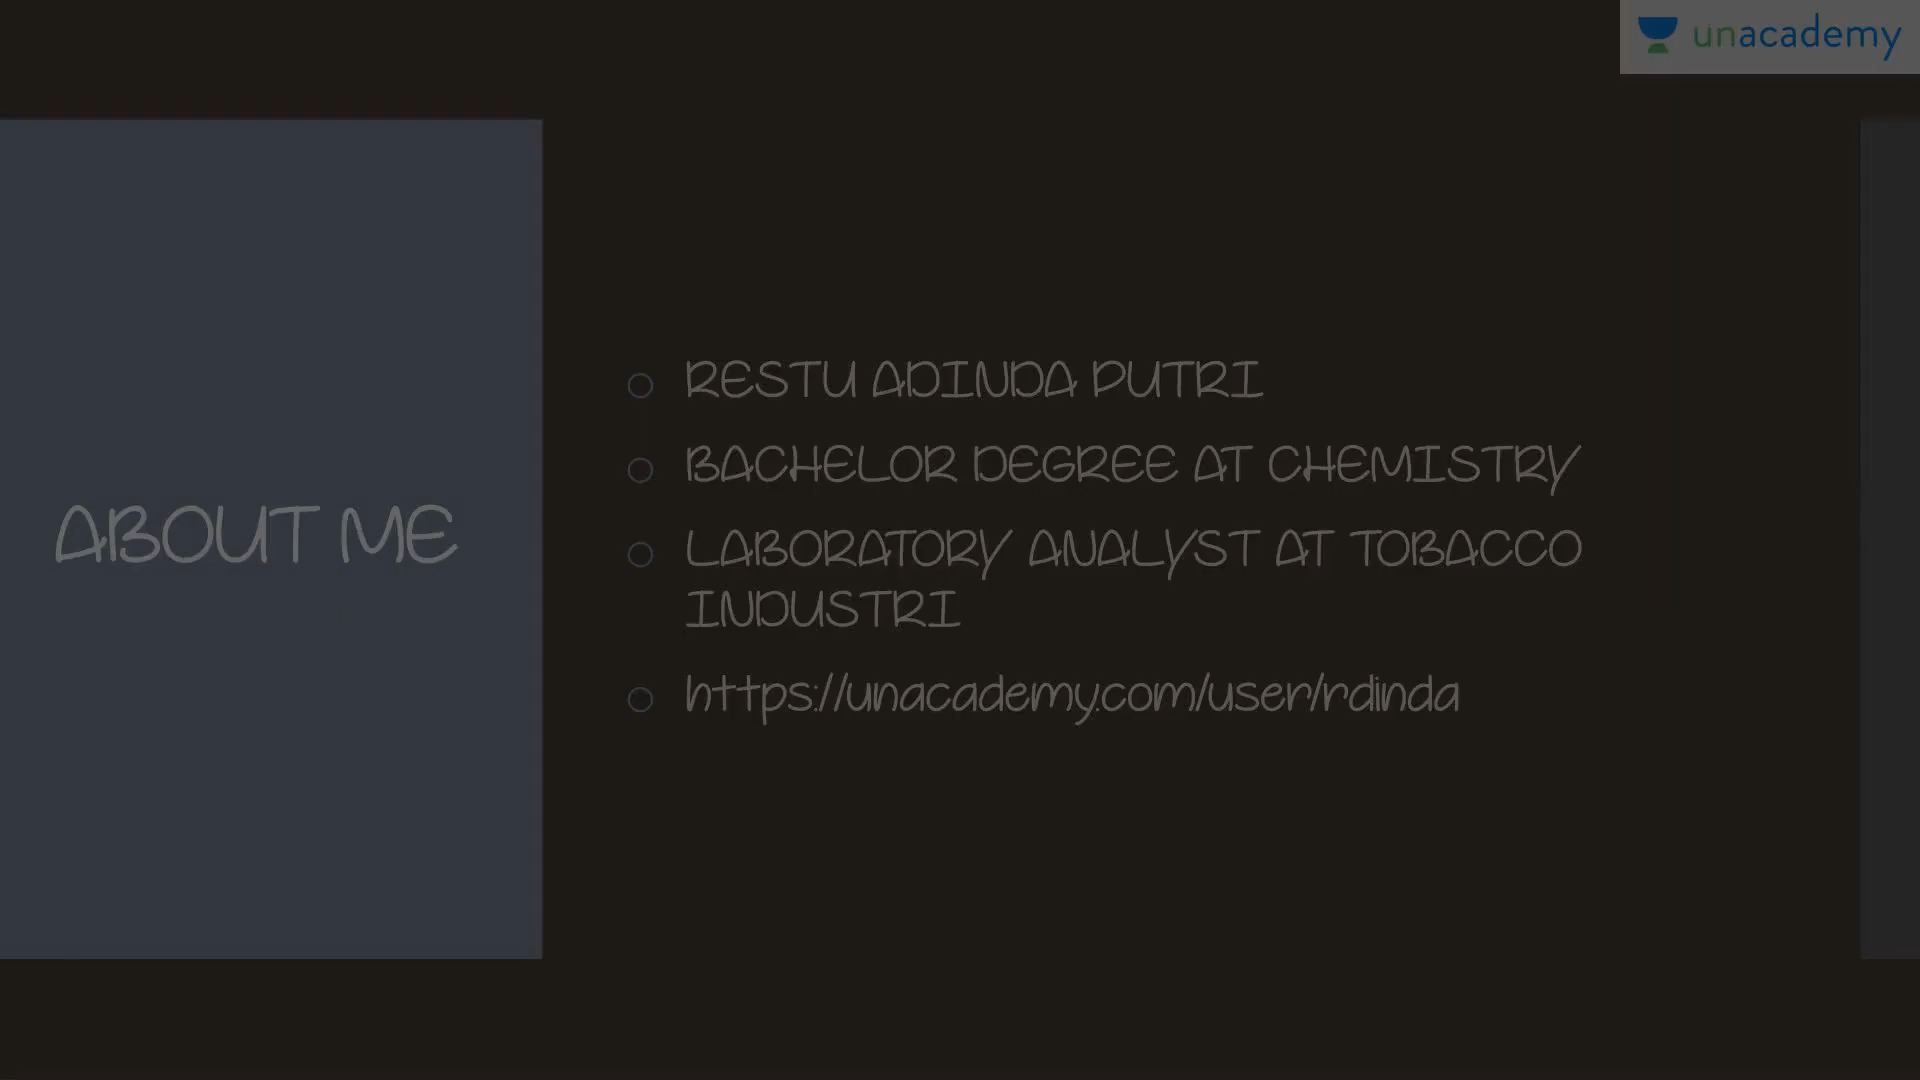 unacademy
ABOUT ME
RESTU ADINDA PUTRI
BACHELOR DEGREE AT CHEMISTRY
LABORATORY ANALYST AT TOBACCO
INDUSTRI
https://unacademy.com/user/rdinda